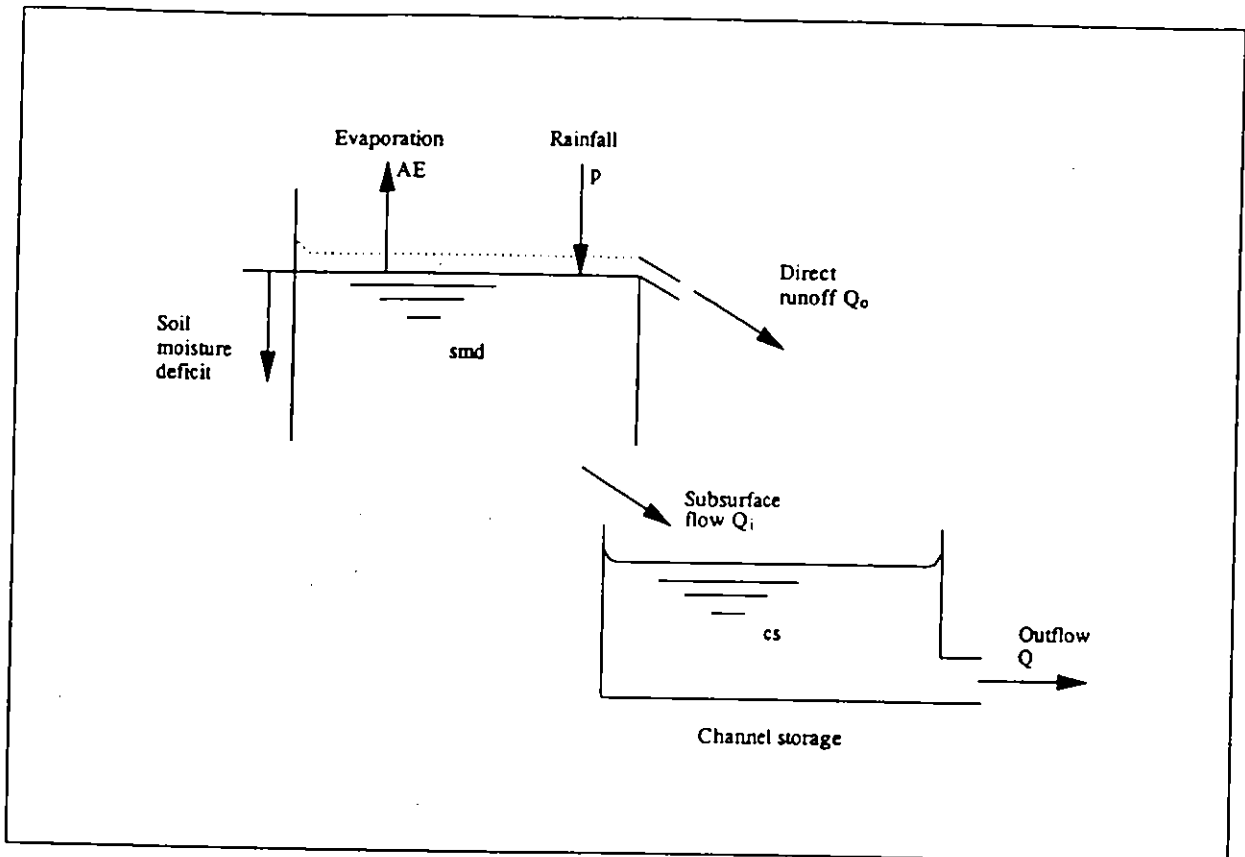 Evaporation
AE
Rainfall
p
Direct
runoff Qo
Soil
moisture
deficit
smd
Subsurface
flow Qi
cs
Outflow
Q
Channel storage